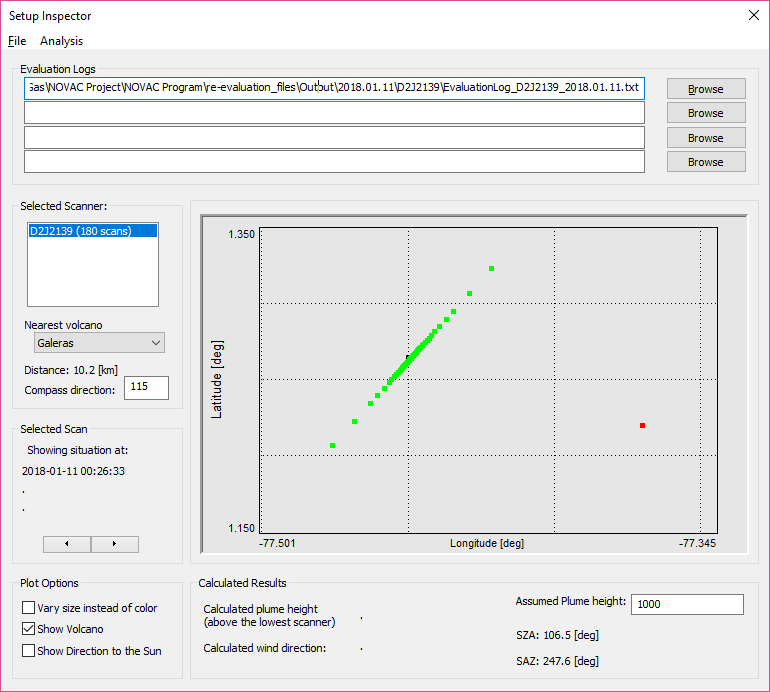 Setup Inspector
File Analysis
Evaluation Logs
Gas\NOVAC Project\NOVAC Program\re-evaluation_files\Output\2018.01.11\D2J2139\EvaluationLog_D2J2139_2018.01.11.txt
Browse
Browse
Browse
Browse
Selected Scanner:
D2J2139 (180 scans)
Nearest volcano
Galeras
Distance: 10.2 [km]
Compass direction: 115
Selected Scan
Showing situation at:
2018-01-11 00:26:33
.
.
1.350
Latitude [deg]
1.150
-77.501 Longitude [deg] -77.345
Plot Options
Vary size instead of color
Show Volcano
Show Direction to the Sun
Calculated Results
Calculated plume height
(above the lowest scanner) .
Calculated wind direction: .
Assumed Plume height: 1000
SZA: 106.5 [deg]
SAZ: 247.6 [deg]